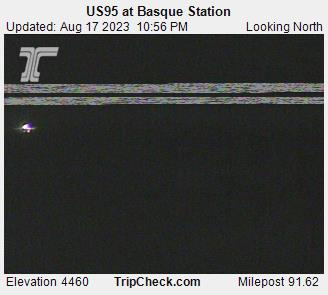 US95 at Basque Station
Updated: Aug 17 2023 10:56 PM Looking North
Elevation 4460 TripCheck.com Milepost 91.62